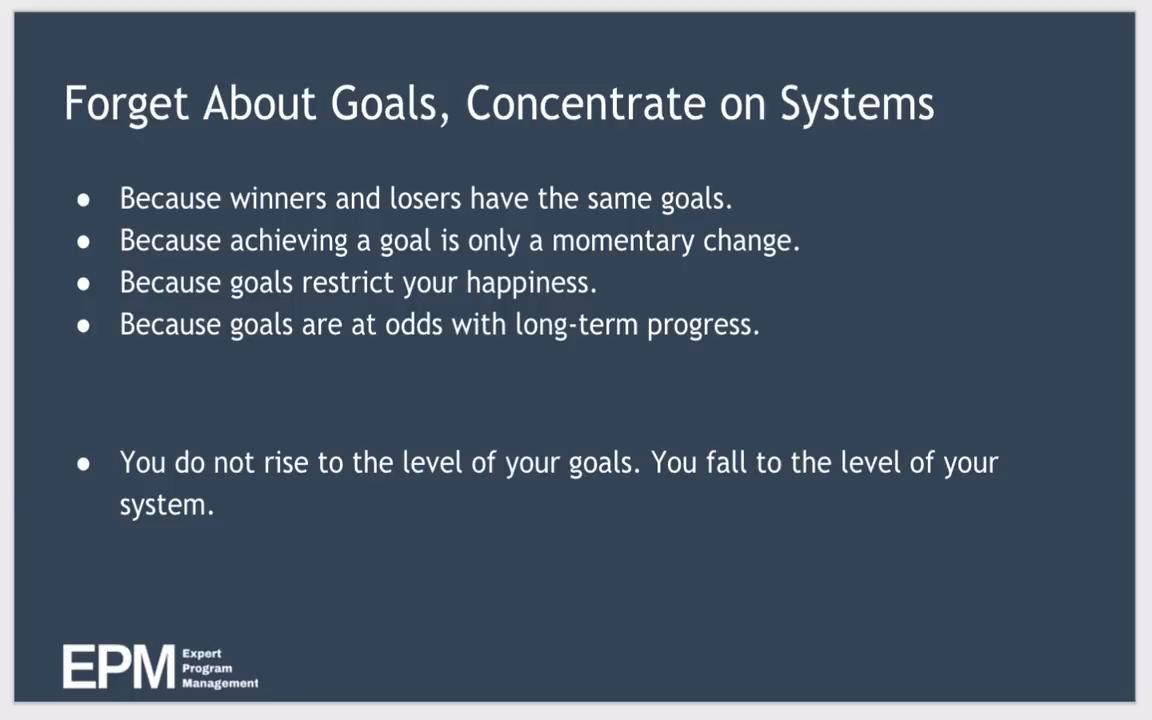 Forget About Goals, Concentrate on Systems
● Because winners and losers have the same goals.
● Because achieving a goal is only a momentary change.
● Because goals restrict your happiness.
● Because goals are at odds with long-term progress.
● You do not rise to the level of your goals. You fall to the level of your
system.
EPM
Expert
Program
Management